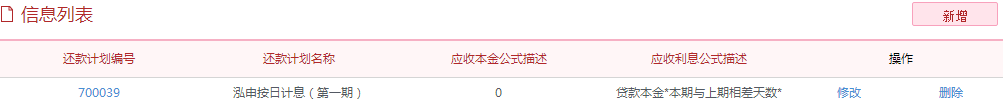 信息列表 新增
还款计划编号 还款计划名称 应收本金公式描述 应收利息公式描述 操作
700039 泓申按日计息（第一期） 0 贷款本金*本期与上期相差天数* 修改 删除